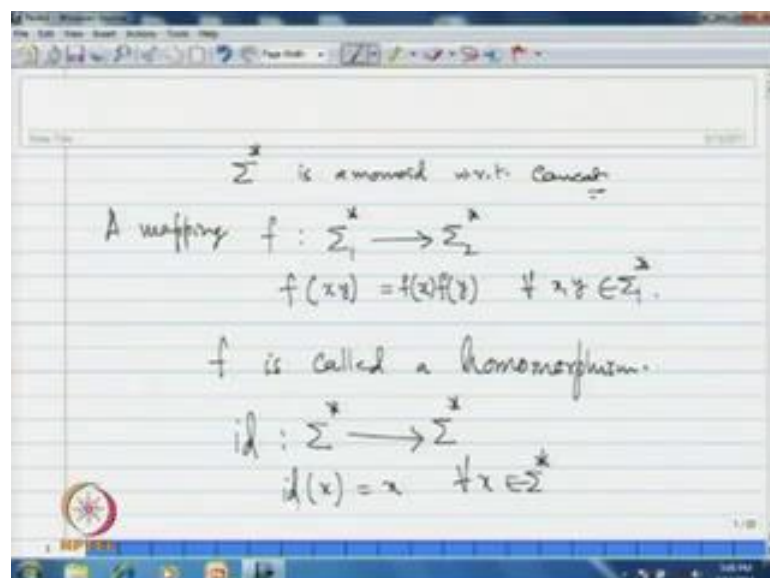 Σ* is a monoid w.r.t. Concat
A mapping f : Σ₁* ⟶ Σ₂*
f(xy) = f(x)f(y) ∀ x,y ∈ Σ₁*.
f is called a homomorphism.
id : Σ* ⟶ Σ*
id(x) = x ∀x ∈ Σ*